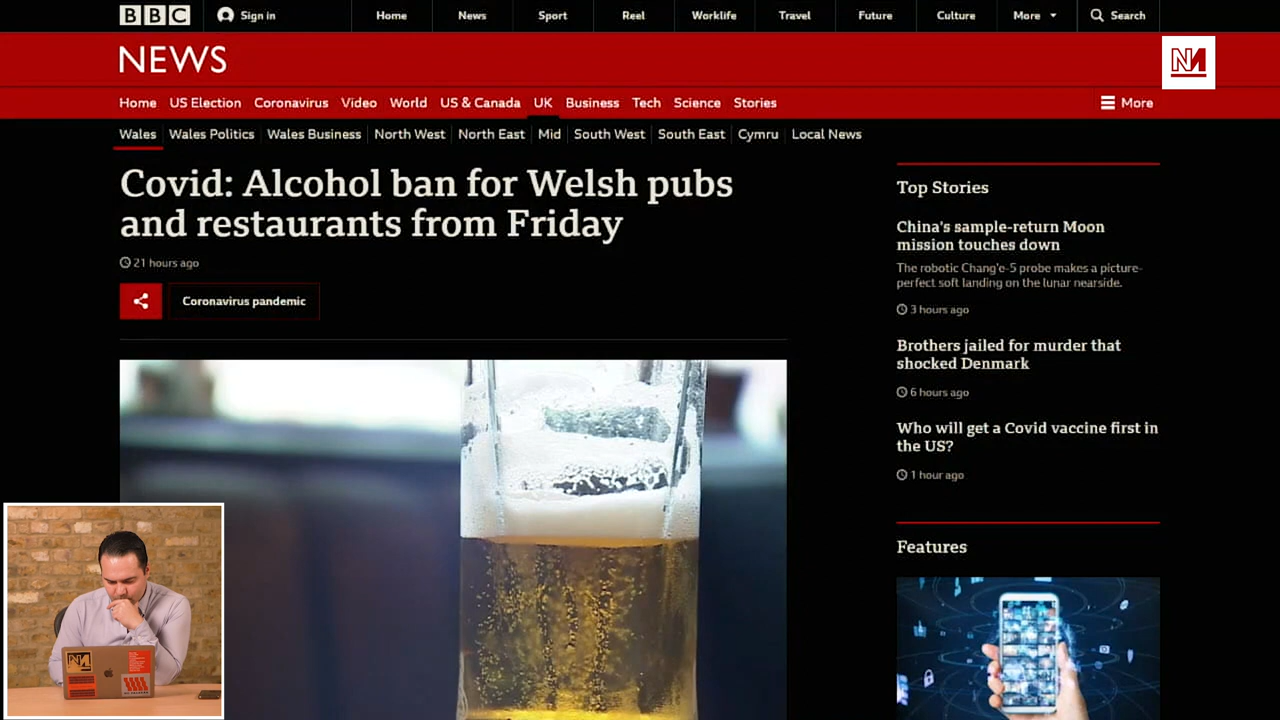 BBC
Sign in
Home
News
Sport
Reel
Worklife
Travel
Future
Culture
More
Search
NEWS
NM
Home
US Election
Coronavirus
Video
World
US & Canada
UK
Business
Tech
Science
Stories
More
Wales
Wales Politics
Wales Business
North West
North East
Mid
South West
South East
Cymru
Local News
Covid: Alcohol ban for Welsh pubs
and restaurants from Friday
21 hours ago
Coronavirus pandemic
Top Stories
China's sample-return Moon
mission touches down
The robotic Chang'e-5 probe makes a picture-
perfect soft landing on the lunar nearside.
3 hours ago
Brothers jailed for murder that
shocked Denmark
6 hours ago
Who will get a Covid vaccine first in
the US?
1 hour ago
Features
NM